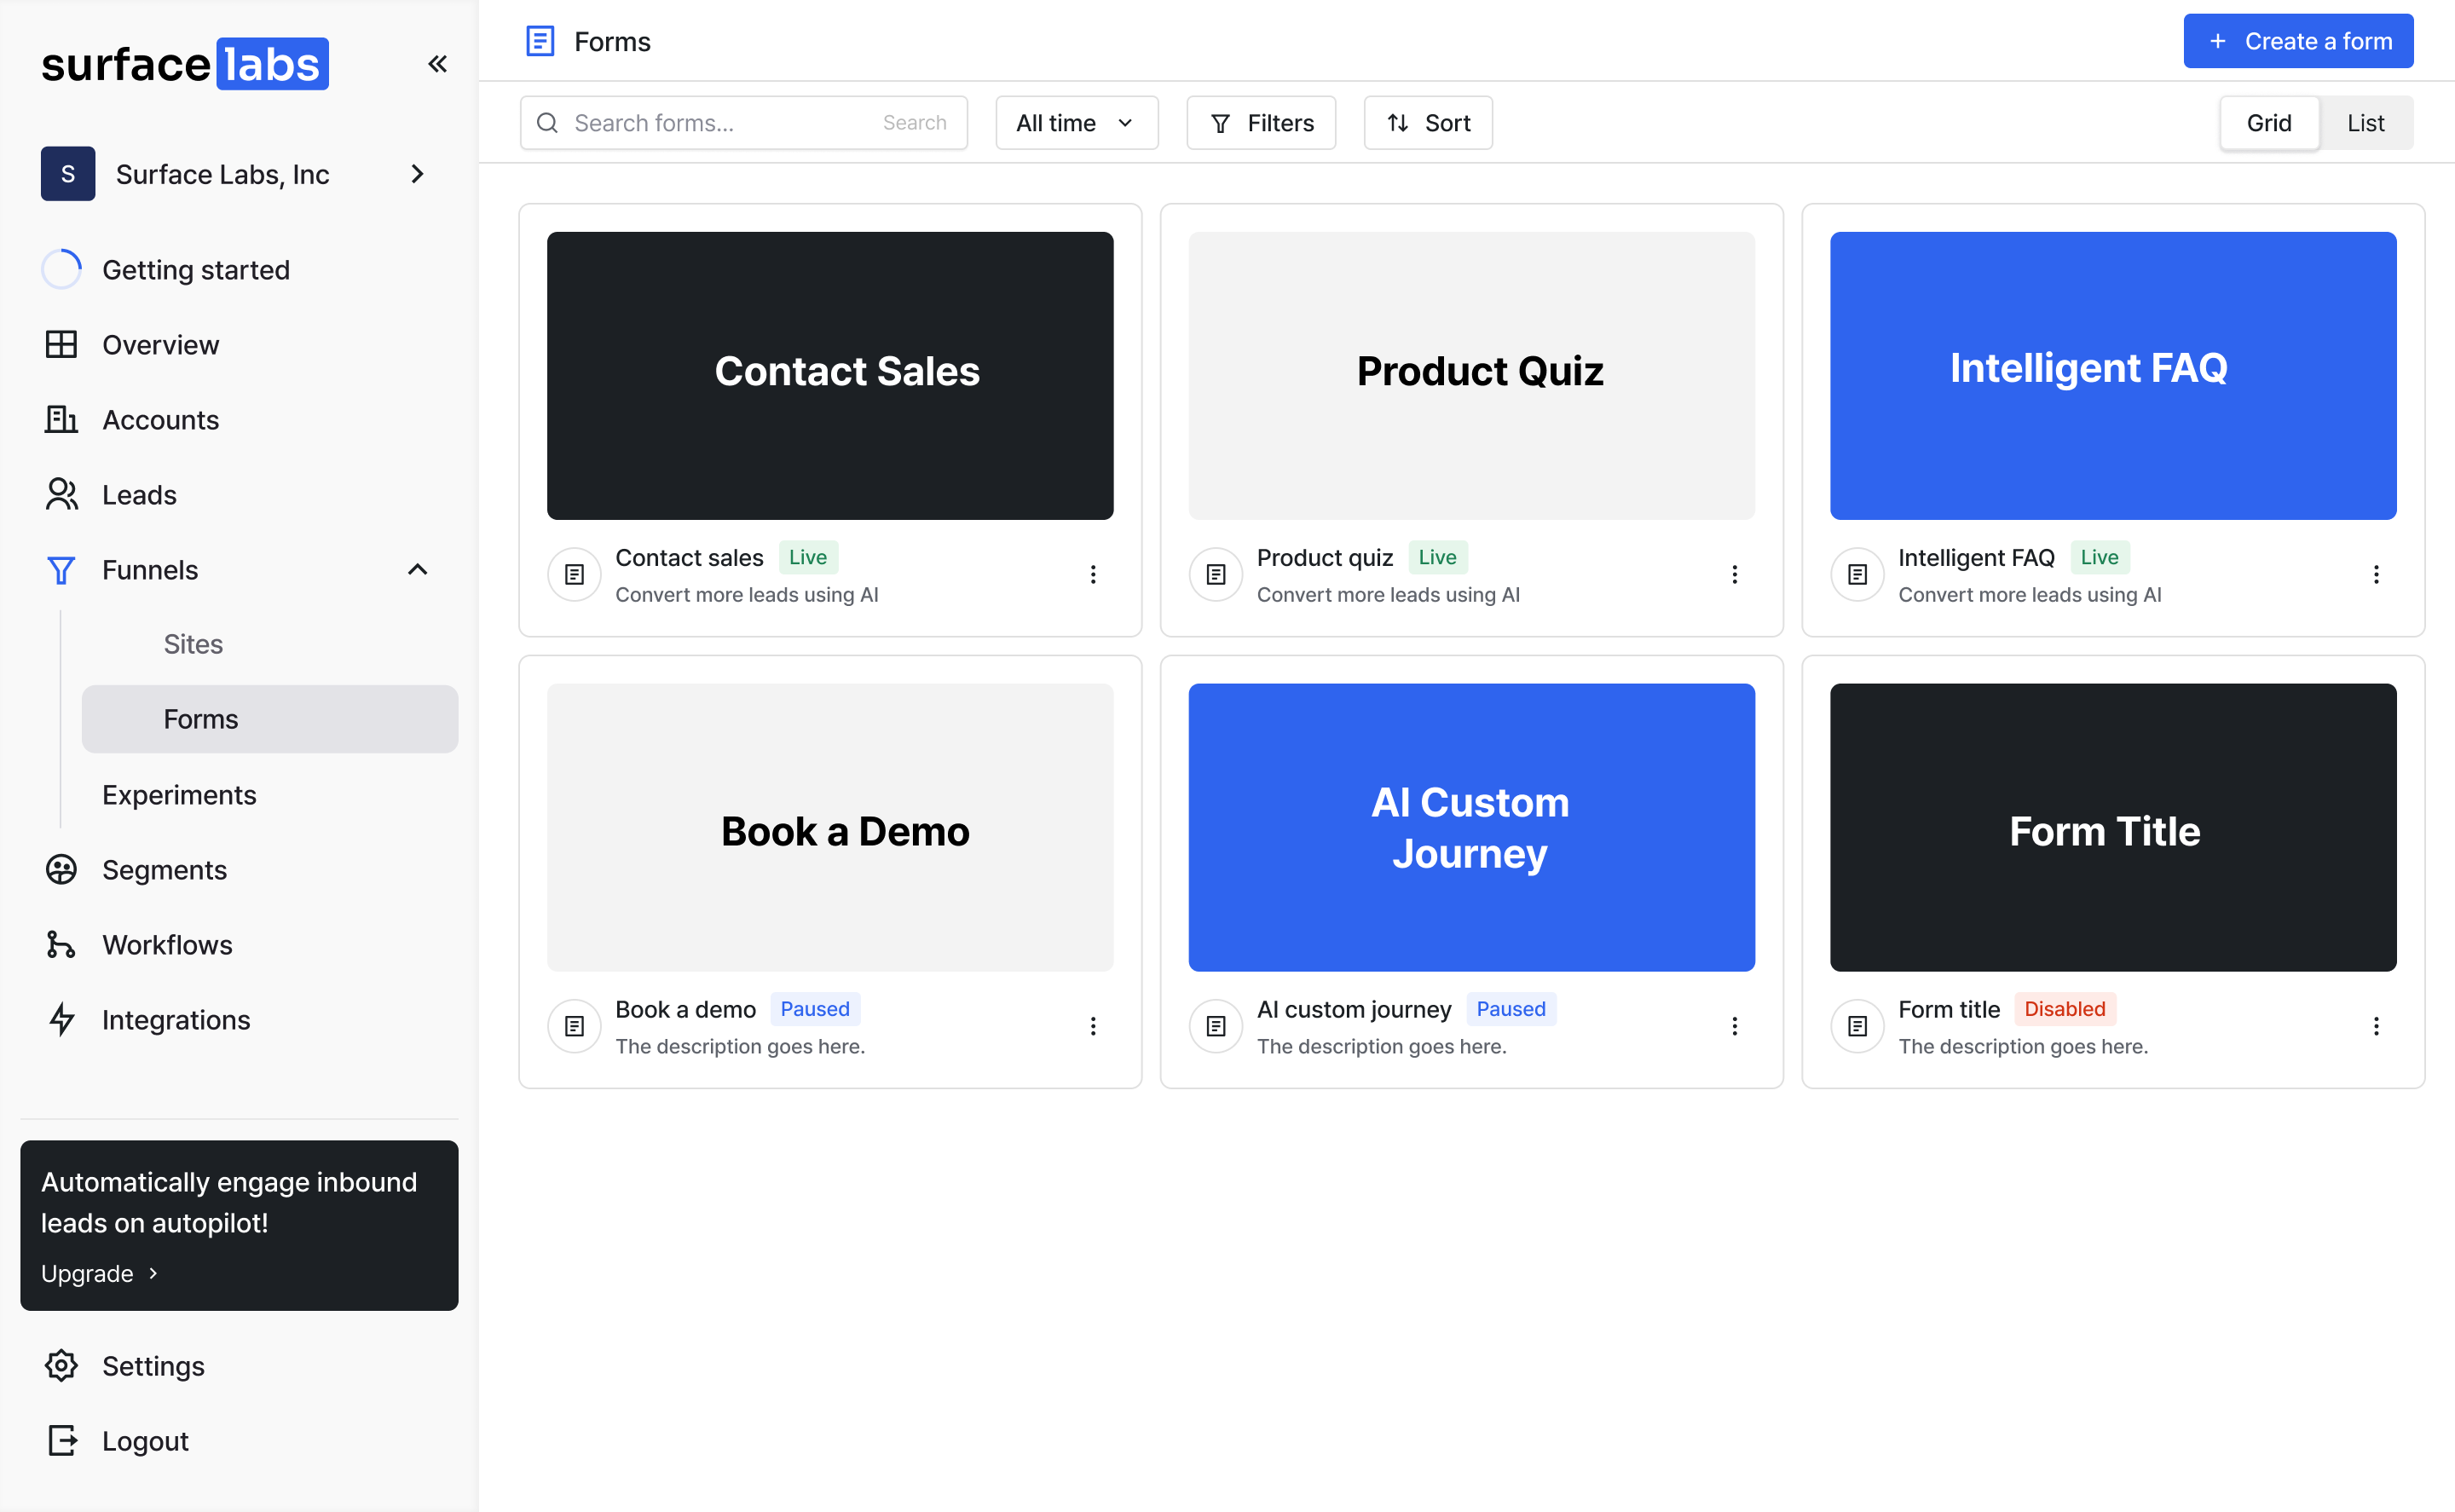 surface labs
S
Surface Labs, Inc
Getting started
Overview
Accounts
Leads
Funnels
Sites
Forms
Experiments
Segments
Workflows
Integrations
Automatically engage inbound
leads on autopilot!
Upgrade
Settings
Logout
Forms
Create a form
Search forms...
Search
All time
Filters
Sort
Grid
List
Contact Sales
Contact sales
Live
Convert more leads using AI
Product Quiz
Product quiz
Live
Convert more leads using AI
Intelligent FAQ
Intelligent FAQ
Live
Convert more leads using AI
Book a Demo
Book a demo
Paused
The description goes here.
AI Custom
Journey
AI custom journey
Paused
The description goes here.
Form Title
Form title
Disabled
The description goes here.